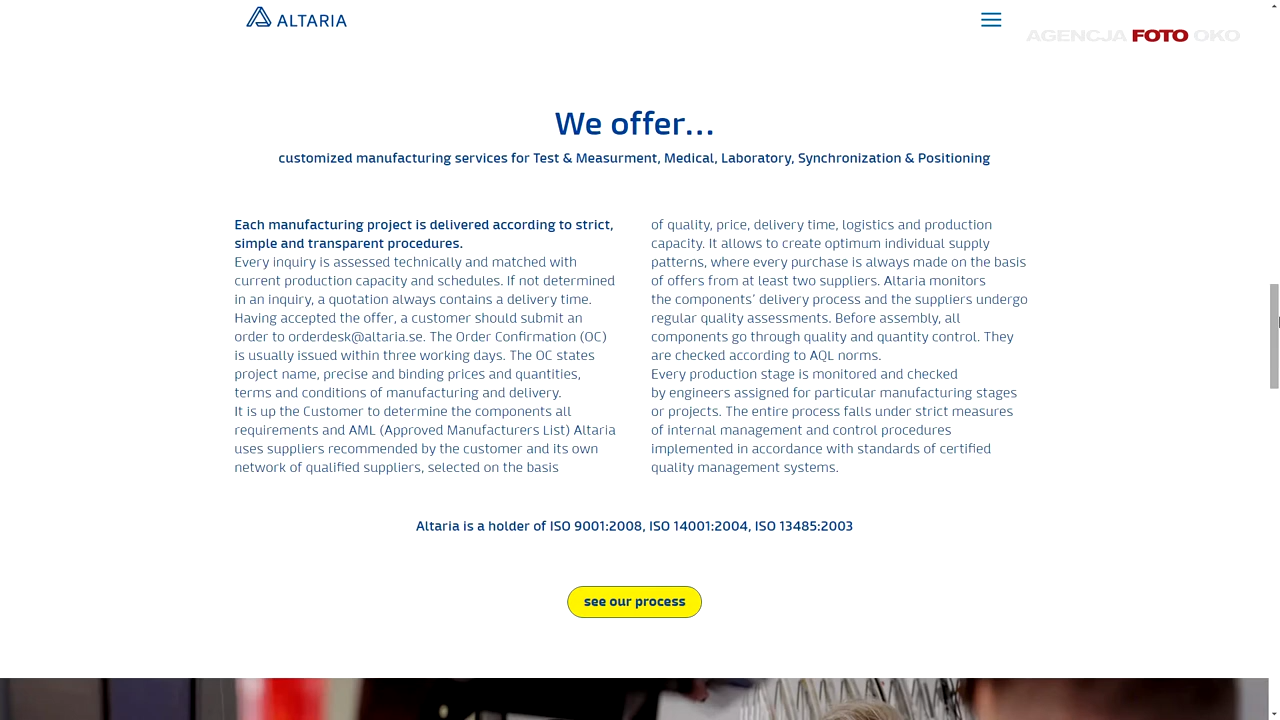 ALTARIA
AGENCJA FOTO OKO
We offer...
customized manufacturing services for Test & Measurment, Medical, Laboratory, Synchronization & Positioning
Each manufacturing project is delivered according to strict,
simple and transparent procedures.
Every inquiry is assessed technically and matched with
current production capacity and schedules. If not determined
in an inquiry, a quotation always contains a delivery time.
Having accepted the offer, a customer should submit an
order to orderdesk@altaria.se. The Order Confirmation (OC)
is usually issued within three working days. The OC states
project name, precise and binding prices and quantities,
terms and conditions of manufacturing and delivery.
It is up the Customer to determine the components all
requirements and AML (Approved Manufacturers List) Altaria
uses suppliers recommended by the customer and its own
network of qualified suppliers, selected on the basis
of quality, price, delivery time, logistics and production
capacity. It allows to create optimum individual supply
patterns, where every purchase is always made on the basis
of offers from at least two suppliers. Altaria monitors
the components’ delivery process and the suppliers undergo
regular quality assessments. Before assembly, all
components go through quality and quantity control. They
are checked according to AQL norms.
Every production stage is monitored and checked
by engineers assigned for particular manufacturing stages
or projects. The entire process falls under strict measures
of internal management and control procedures
implemented in accordance with standards of certified
quality management systems.
Altaria is a holder of ISO 9001:2008, ISO 14001:2004, ISO 13485:2003
see our process